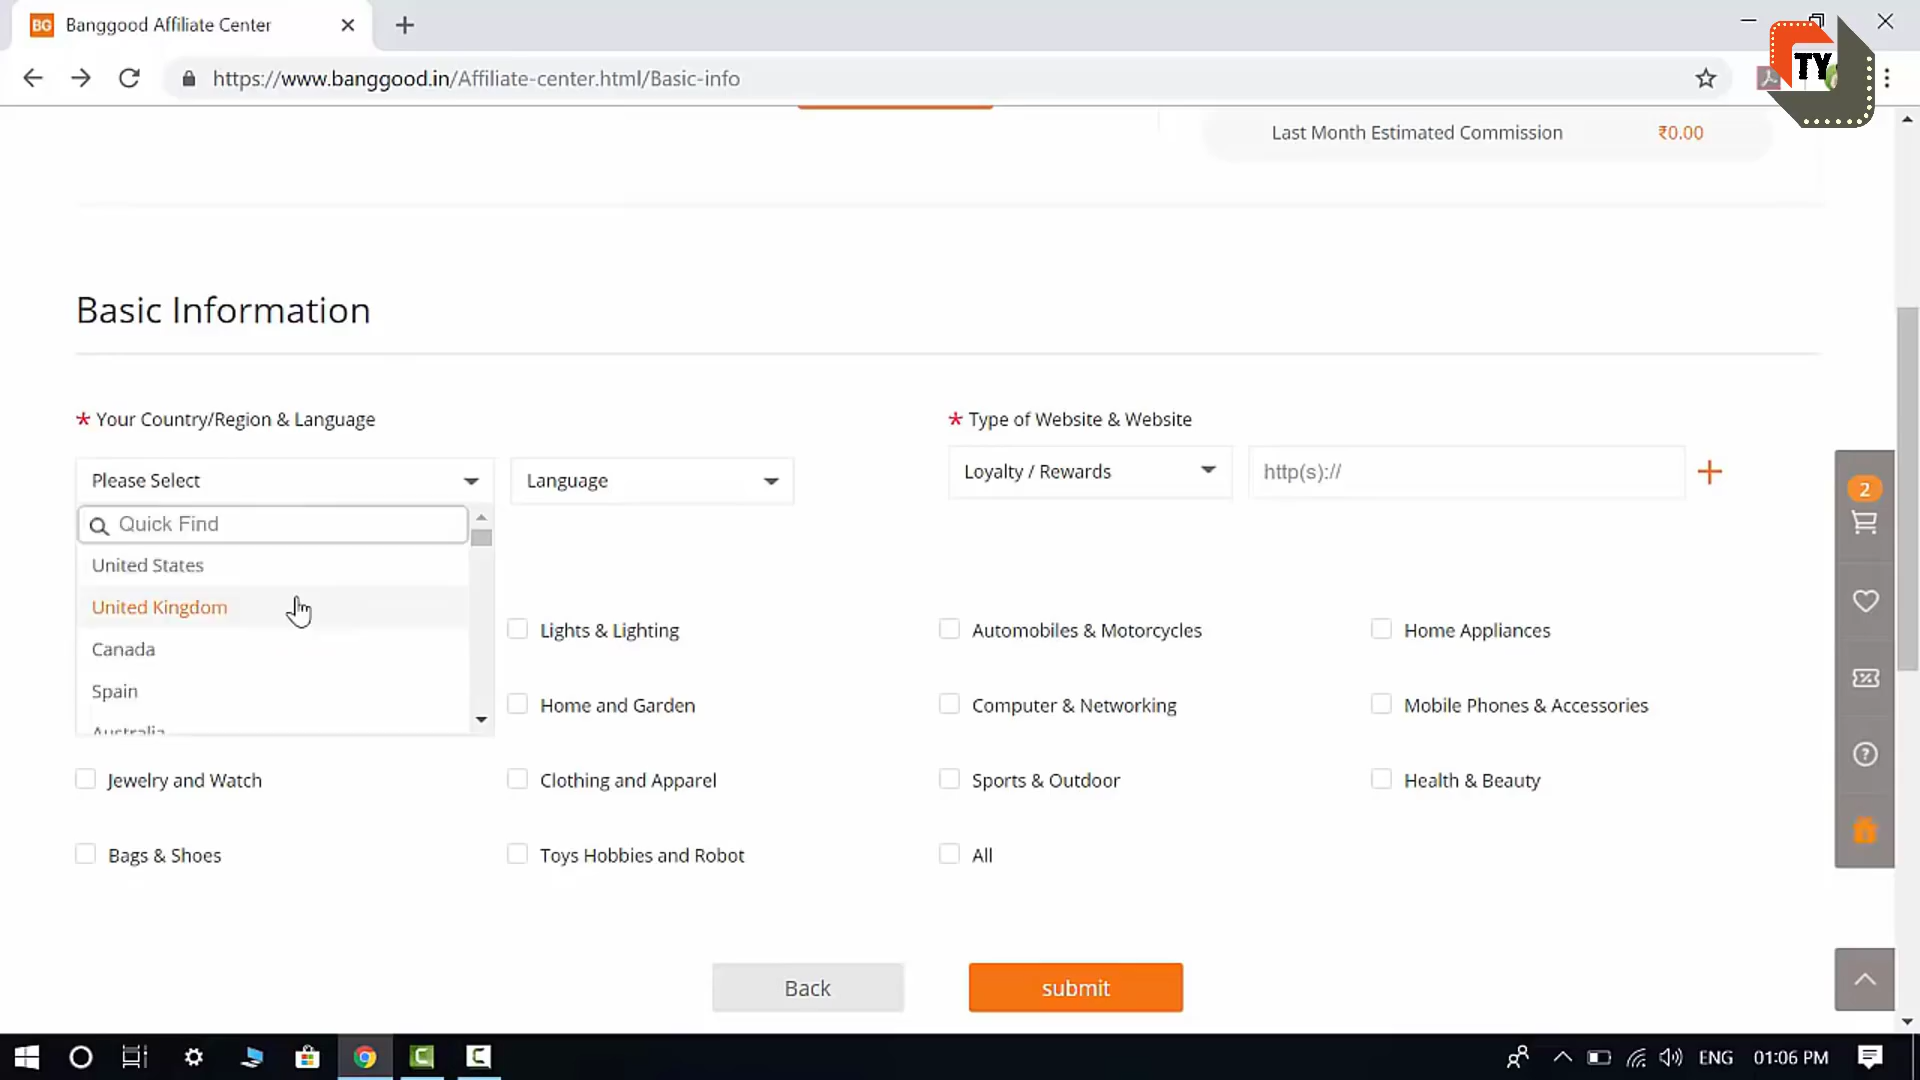 BG Banggood Affiliate Center
https://www.banggood.in/Affiliate-center.html/Basic-info
TY
Last Month Estimated Commission ₹0.00
Basic Information
* Your Country/Region & Language
* Type of Website & Website
Please Select
Language
Loyalty / Rewards
http(s)://
Quick Find
United States
United Kingdom
Canada
Spain
Australia
2
Lights & Lighting
Automobiles & Motorcycles
Home Appliances
Home and Garden
Computer & Networking
Mobile Phones & Accessories
Jewelry and Watch
Clothing and Apparel
Sports & Outdoor
Health & Beauty
Bags & Shoes
Toys Hobbies and Robot
All
Back
submit
ENG
01:06 PM